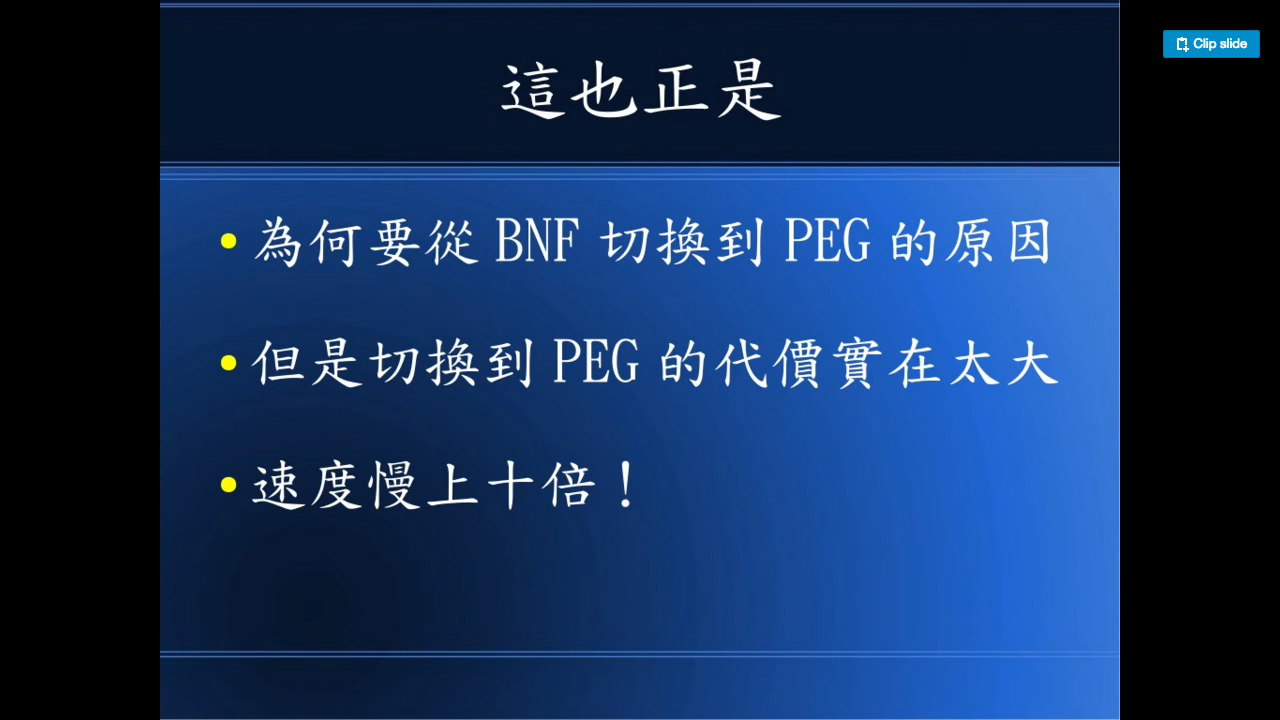 Clip slide
這也正是
• 為何要從 BNF 切換到 PEG 的原因
• 但是切換到 PEG 的代價實在太大
• 速度慢上十倍！